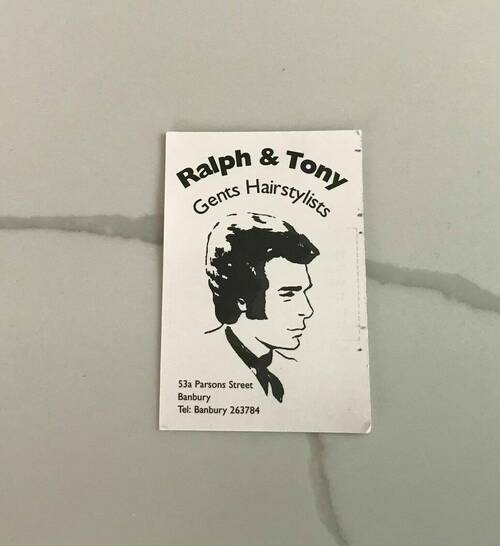 Ralph & Tony
Gents Hairstylists
53a Parsons Street
Banbury
Tel: Banbury 263784